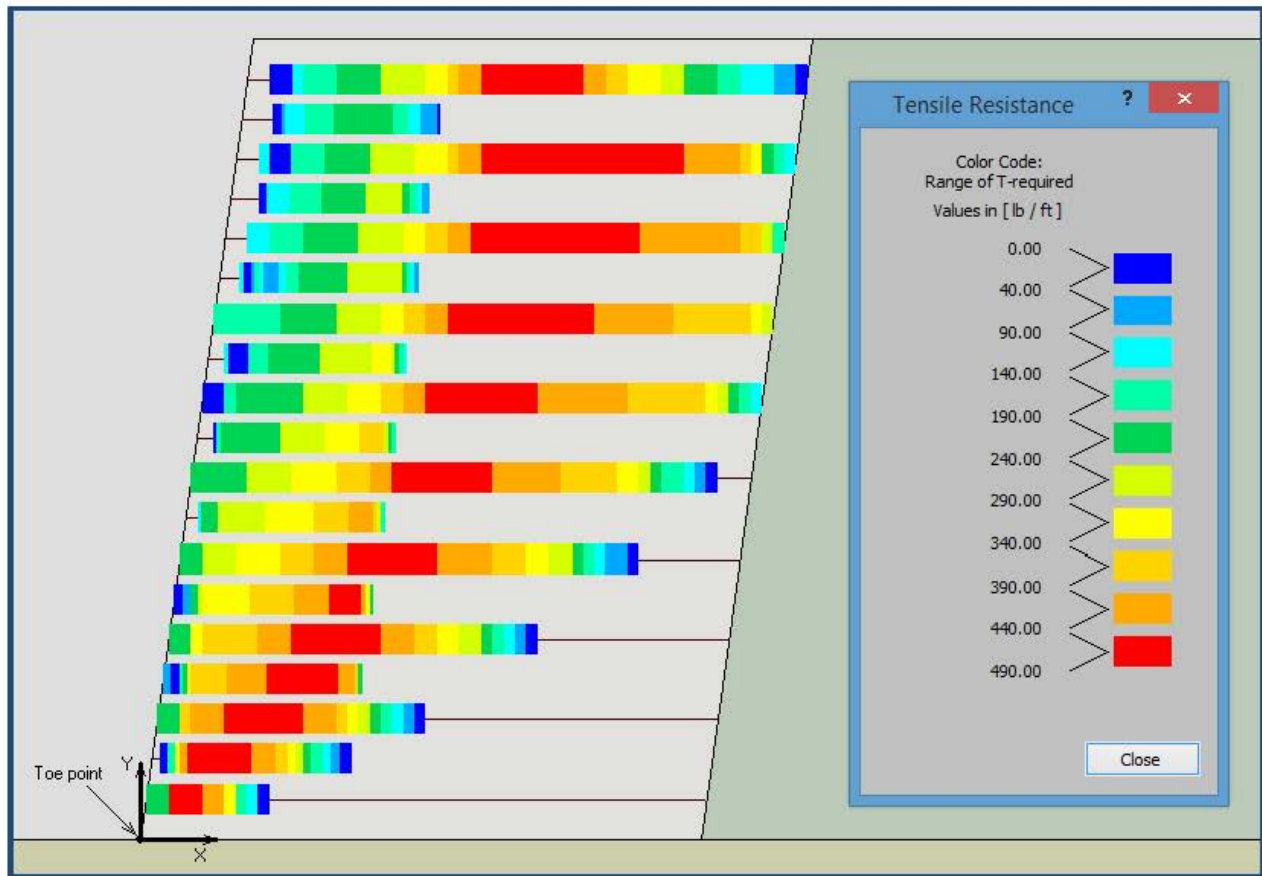 Tensile Resistance
?
×
Color Code:
Range of T-required
Values in [ lb / ft ]
0.00
40.00
90.00
140.00
190.00
240.00
290.00
340.00
390.00
440.00
490.00
Close
Toe point
Y
X